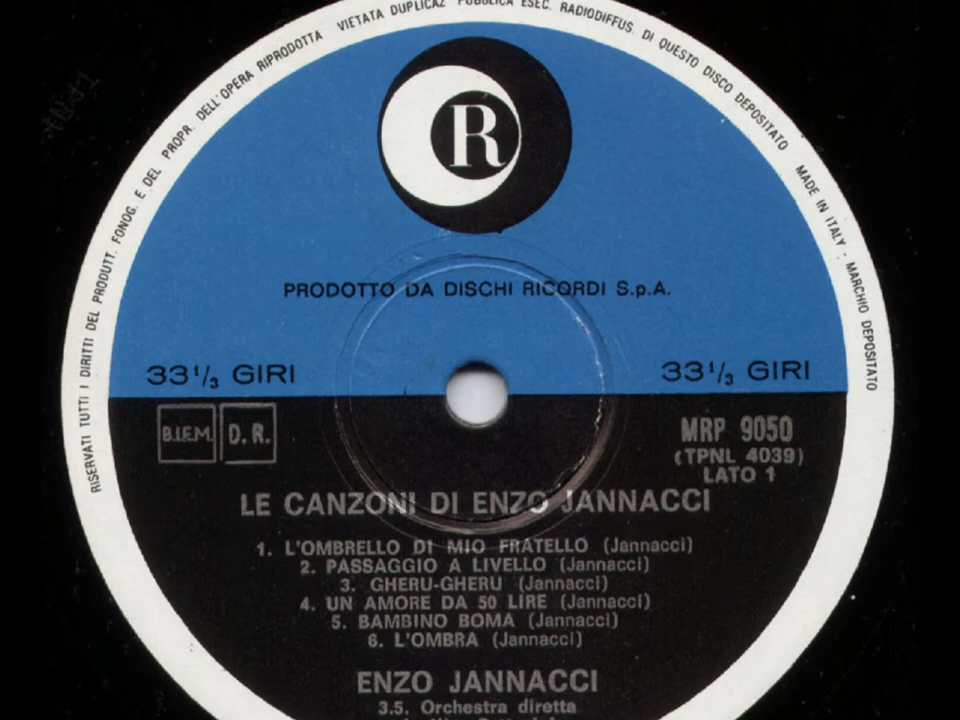 RISERVATI TUTTI I DIRITTI DEL PRODUTT. FONOG. E DEL PROPR. DELL'OPERA RIPRODOTTA VIETATA DUPLICAZ PUBBLICA ESEC. RADIODIFFUS. DI QUESTO DISCO DEPOSITATO MADE IN ITALY - MARCHIO DEPOSITATO
R
PRODOTTO DA DISCHI RICORDI S.p.A.
33 1/3 GIRI 33 1/3 GIRI
B.I.E.M. D.R. MRP 9050
(TPNL 4039)
LATO 1
LE CANZONI DI ENZO JANNACCI
1. L'OMBRELLO DI MIO FRATELLO (Jannacci)
2. PASSAGGIO A LIVELLO (Jannacci)
3. GHERU-GHERU (Jannacci)
4. UN AMORE DA 50 LIRE (Jannacci)
5. BAMBINO BOMA (Jannacci)
6. L'OMBRA (Jannacci)
ENZO JANNACCI
3.5. Orchestra diretta